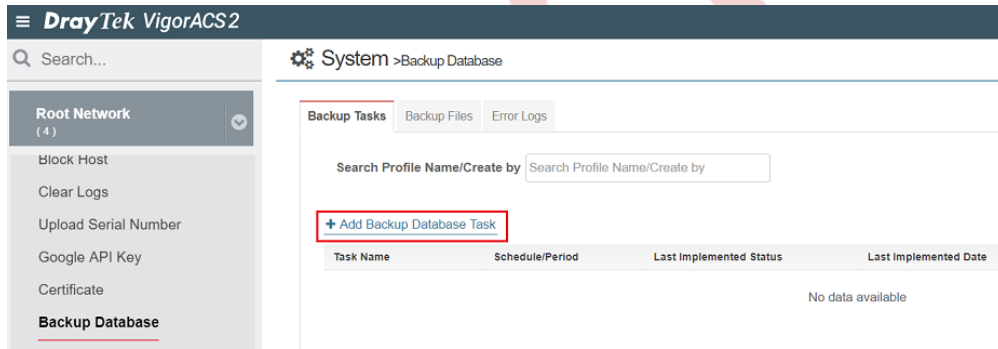 ≡ DrayTek VigorACS2
Search...
System >Backup Database
Root Network
(4)
Block Host
Clear Logs
Upload Serial Number
Google API Key
Certificate
Backup Database
Backup Tasks Backup Files Error Logs
Search Profile Name/Create by Search Profile Name/Create by
+ Add Backup Database Task
Task Name Schedule/Period Last Implemented Status Last Implemented Date
No data available